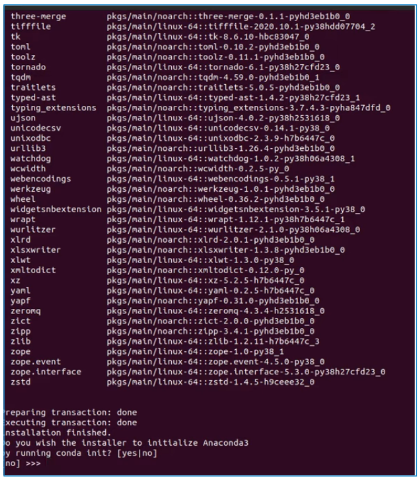 three-merge pkgs/main/noarch::three-merge-0.1.1-pyhd3eb1b0_0
tifffile pkgs/main/linux-64::tifffile-2020.10.1-py38hdd07704_2
tk pkgs/main/linux-64::tk-8.6.10-hbc83047_0
toml pkgs/main/noarch::toml-0.10.2-pyhd3eb1b0_0
toolz pkgs/main/noarch::toolz-0.11.1-pyhd3eb1b0_0
tornado pkgs/main/linux-64::tornado-6.1-py38h27cfd23_0
tqdm pkgs/main/noarch::tqdm-4.59.0-pyhd3eb1b0_1
traitlets pkgs/main/noarch::traitlets-5.0.5-pyhd3eb1b0_0
typed-ast pkgs/main/linux-64::typed-ast-1.4.2-py38h27cfd23_1
typing_extensions pkgs/main/noarch::typing_extensions-3.7.4.3-pyha847dfd_0
ujson pkgs/main/linux-64::ujson-4.0.2-py38h2531618_0
unicodecsv pkgs/main/linux-64::unicodecsv-0.14.1-py38_0
unixodbc pkgs/main/linux-64::unixodbc-2.3.9-h7b6447c_0
urllib3 pkgs/main/noarch::urllib3-1.26.4-pyhd3eb1b0_0
watchdog pkgs/main/linux-64::watchdog-1.0.2-py38h06a4308_1
wcwidth pkgs/main/noarch::wcwidth-0.2.5-py_0
webencodings pkgs/main/linux-64::webencodings-0.5.1-py38_1
werkzeug pkgs/main/noarch::werkzeug-1.0.1-pyhd3eb1b0_0
wheel pkgs/main/noarch::wheel-0.36.2-pyhd3eb1b0_0
widgetsnbextension pkgs/main/linux-64::widgetsnbextension-3.5.1-py38_0
wrapt pkgs/main/linux-64::wrapt-1.12.1-py38h7b6447c_1
wurlitzer pkgs/main/linux-64::wurlitzer-2.1.0-py38h06a4308_0
xlrd pkgs/main/noarch::xlrd-2.0.1-pyhd3eb1b0_0
xlsxwriter pkgs/main/noarch::xlsxwriter-1.3.8-pyhd3eb1b0_0
xlwt pkgs/main/linux-64::xlwt-1.3.0-py38_0
xmltodict pkgs/main/noarch::xmltodict-0.12.0-py_0
xz pkgs/main/linux-64::xz-5.2.5-h7b6447c_0
yaml pkgs/main/linux-64::yaml-0.2.5-h7b6447c_0
yapf pkgs/main/noarch::yapf-0.31.0-pyhd3eb1b0_0
zeromq pkgs/main/linux-64::zeromq-4.3.4-h2531618_0
zict pkgs/main/noarch::zict-2.0.0-pyhd3eb1b0_0
zipp pkgs/main/noarch::zipp-3.4.1-pyhd3eb1b0_0
zlib pkgs/main/linux-64::zlib-1.2.11-h7b6447c_3
zope pkgs/main/linux-64::zope-1.0-py38_1
zope.event pkgs/main/linux-64::zope.event-4.5.0-py38_0
zope.interface pkgs/main/linux-64::zope.interface-5.3.0-py38h27cfd23_0
zstd pkgs/main/linux-64::zstd-1.4.5-h9ceee32_0
reparing transaction: done
xecuting transaction: done
nstallation finished.
o you wish the installer to initialize Anaconda3
y running conda init? [yes|no]
no] >>>